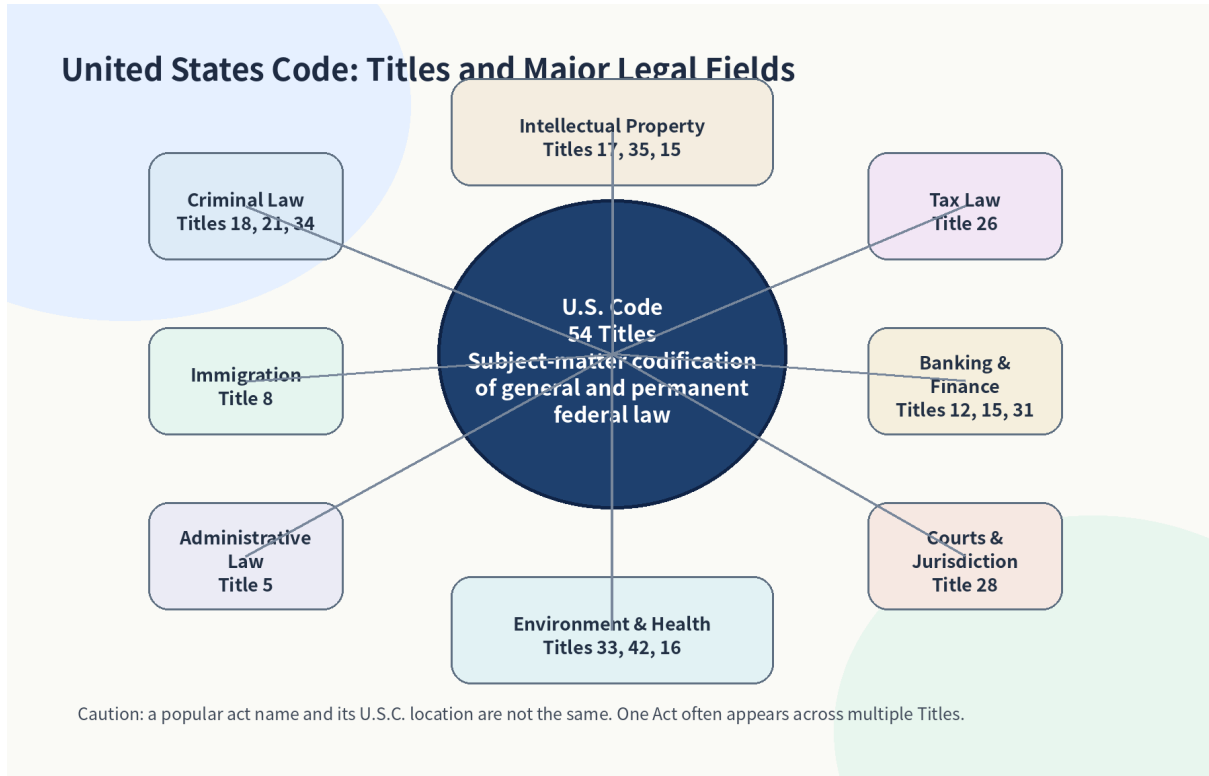 United States Code: Titles and Major Legal Fields
Intellectual Property
Titles 17, 35, 15
Criminal Law
Titles 18, 21, 34
Tax Law
Title 26
U.S. Code
54 Titles
Subject-matter codification
of general and permanent
federal law
Immigration
Title 8
Banking &
Finance
Titles 12, 15, 31
Administrative
Law
Title 5
Courts &
Jurisdiction
Title 28
Environment & Health
Titles 33, 42, 16
Caution: a popular act name and its U.S.C. location are not the same. One Act often appears across multiple Titles.